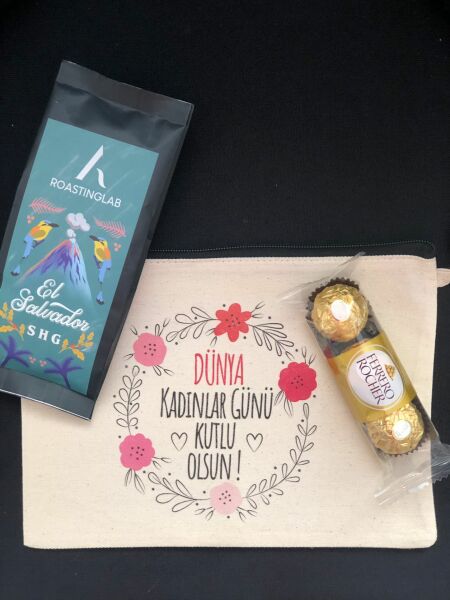 ROASTINGLAB
El
Salvador
SHG
DÜNYA
KADINLAR GÜNÜ
KUTLU
OLSUN!
FERRERO
ROCHER